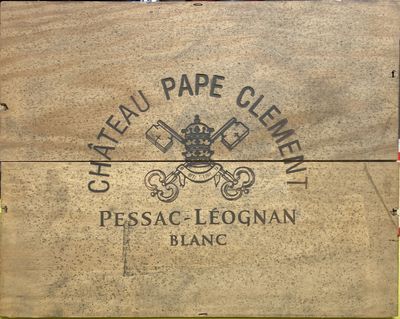 CHÂTEAU PAPE CLEMENT
PESSAC-LÉOGNAN
BLANC